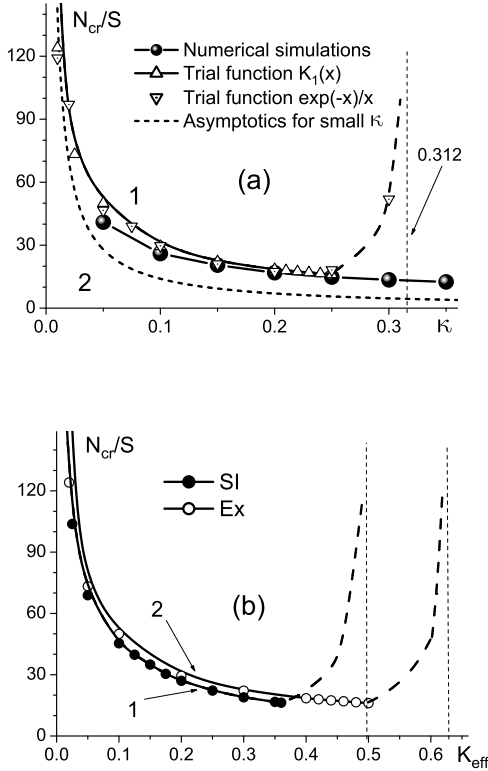 N_cr/S
Numerical simulations
Trial function K₁(x)
Trial function exp(-x)/x
Asymptotics for small κ
120
90
60
30
0
(a)
0.312
1
2
0.0 0.1 0.2 0.3 κ
N_cr/S
SI
Ex
120
90
60
30
0
(b)
2
1
0.0 0.1 0.2 0.3 0.4 0.5 0.6 K_eff